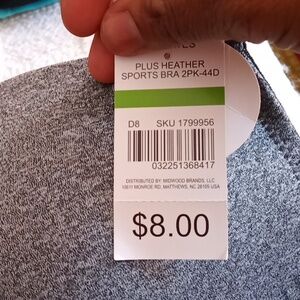 PLUS HEATHER
SPORTS BRA 2PK-44D
D8 SKU 1799956
032251368417
DISTRIBUTED BY: MIDWOOD BRANDS, LLC
10611 MONROE RD, MATTHEWS, NC 28105 USA
$8.00